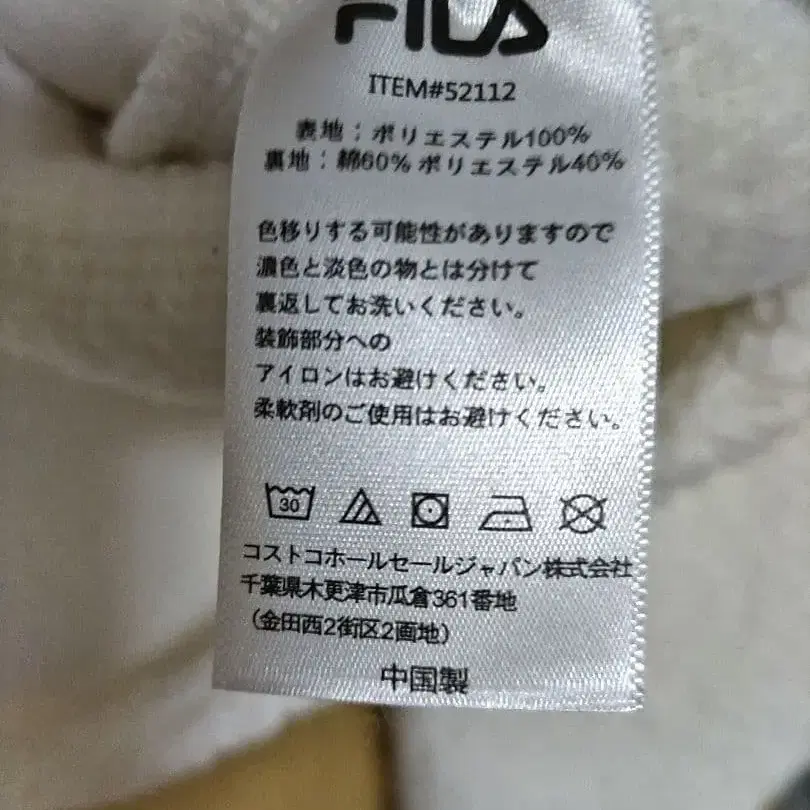 FILA
ITEM#52112
表地：ポリエステル100%
裏地：綿60% ポリエステル40%
色移りする可能性がありますので
濃色と淡色の物とは分けて
裏返してお洗いください。
装飾部分への
アイロンはお避けください。
柔軟剤のご使用はお避けください。
30
コストコホールセールジャパン株式会社
千葉県木更津市瓜倉361番地
（金田西2街区2画地）
中国製